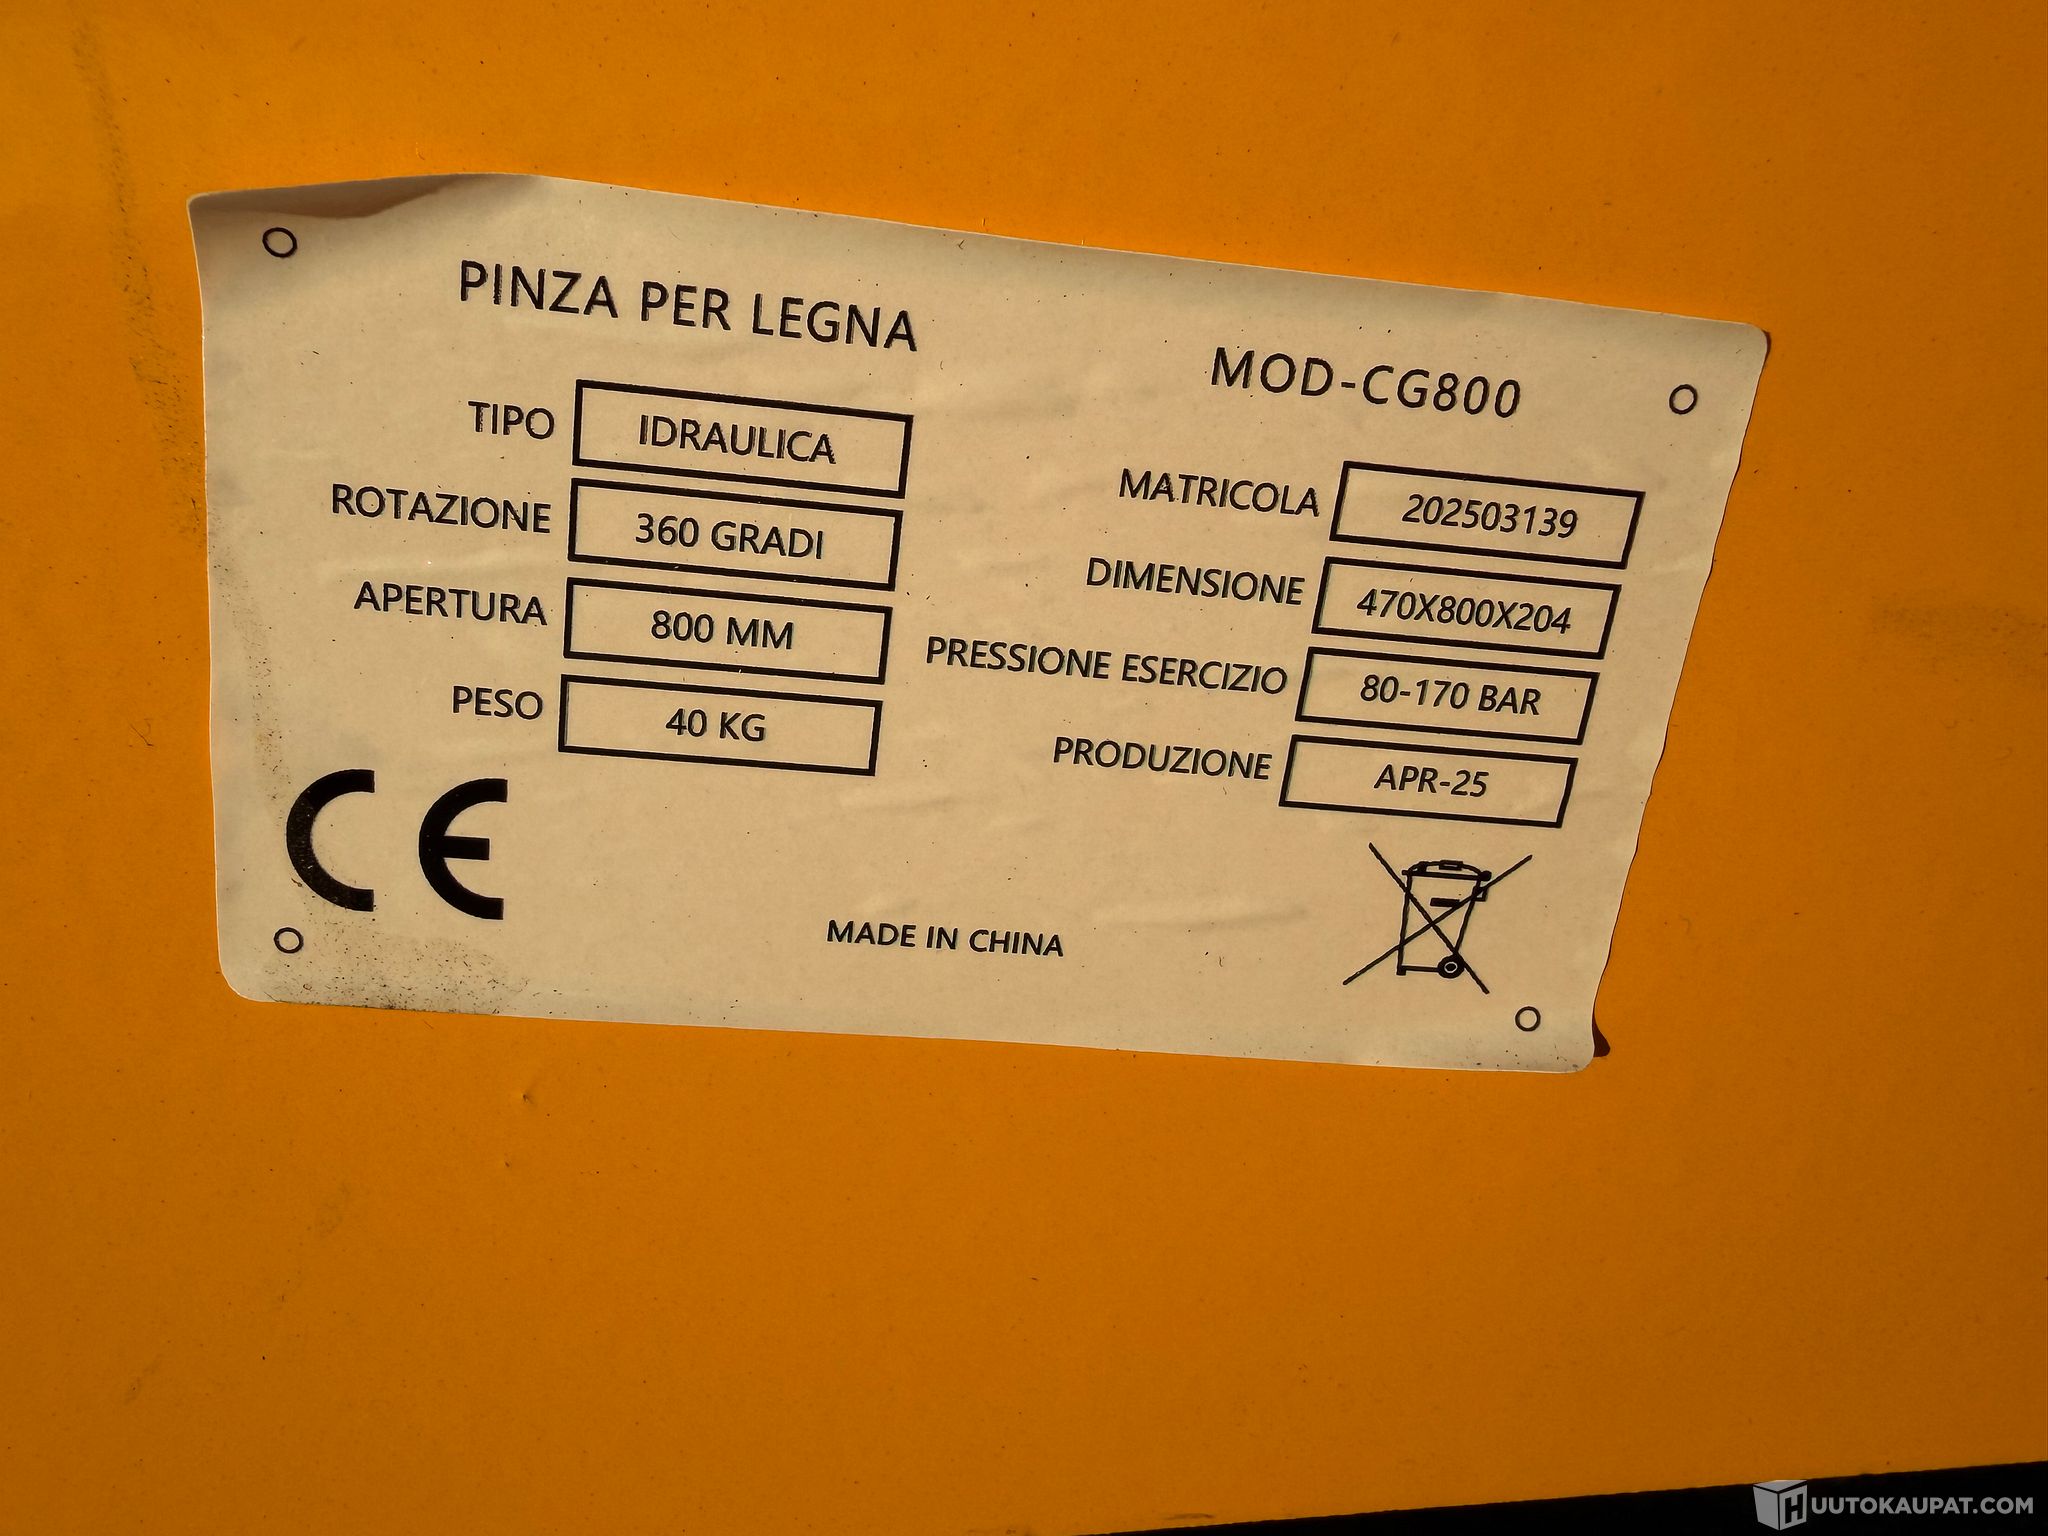 PINZA PER LEGNA
MOD-CG800
TIPO IDRAULICA
ROTAZIONE 360 GRADI
APERTURA 800 MM
PESO 40 KG
MATRICOLA 202503139
DIMENSIONE 470X800X204
PRESSIONE ESERCIZIO 80-170 BAR
PRODUZIONE APR-25
CE
MADE IN CHINA
HUUTOKAUPAT.COM